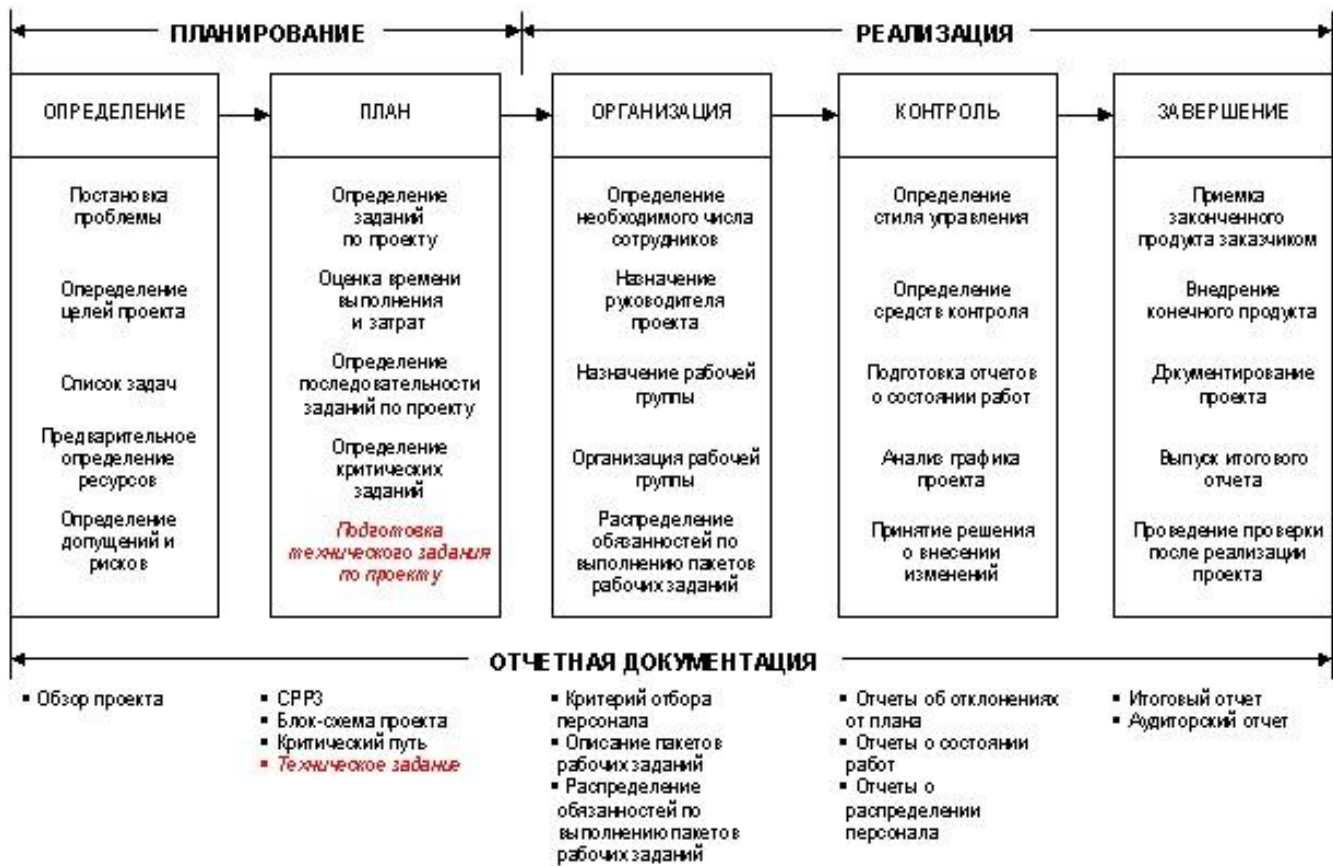 ПЛАНИРОВАНИЕ
РЕАЛИЗАЦИЯ
ОПРЕДЕЛЕНИЕ
Постановка
проблемы
Опеределение
целей проекта
Список задач
Предварительное
определение
ресурсов
Определение
допущений и
рисков
ПЛАН
Определение
заданий
по проекту
Оценка времени
выполнения
и затрат
Определение
последовательности
заданий по проекту
Определение
критических
заданий
Подготовка
технического задания
по проекту
ОРГАНИЗАЦИЯ
Определение
необходимого числа
сотрудников
Назначение
руководителя
проекта
Назначение рабочей
группы
Организация рабочей
группы
Распределение
обязанностей по
выполнению пакетов
рабочих заданий
КОНТРОЛЬ
Определение
стиля управления
Определение
средств контроля
Подготовка отчетов
о состоянии работ
Анализ графика
проекта
Принятие решения
о внесении
изменений
ЗАВЕРШЕНИЕ
Приемка
законченного
продукта заказчиком
Внедрение
конечного продукта
Документирование
проекта
Выпуск итогового
отчета
Проведение проверки
после реализации
проекта
ОТЧЕТНАЯ ДОКУМЕНТАЦИЯ
▪ Обзор проекта
▪ СРРЗ
▪ Блок-схема проекта
▪ Критический путь
▪ Техническое задание
▪ Критерий отбора
персонала
▪ Описание пакетов
рабочих заданий
▪ Распределение
обязанностей по
выполнению пакетов
рабочих заданий
▪ Отчеты об отклонениях
от плана
▪ Отчеты о состоянии
работ
▪ Отчеты о
распределении
персонала
▪ Итоговый отчет
▪ Аудиторский отчет